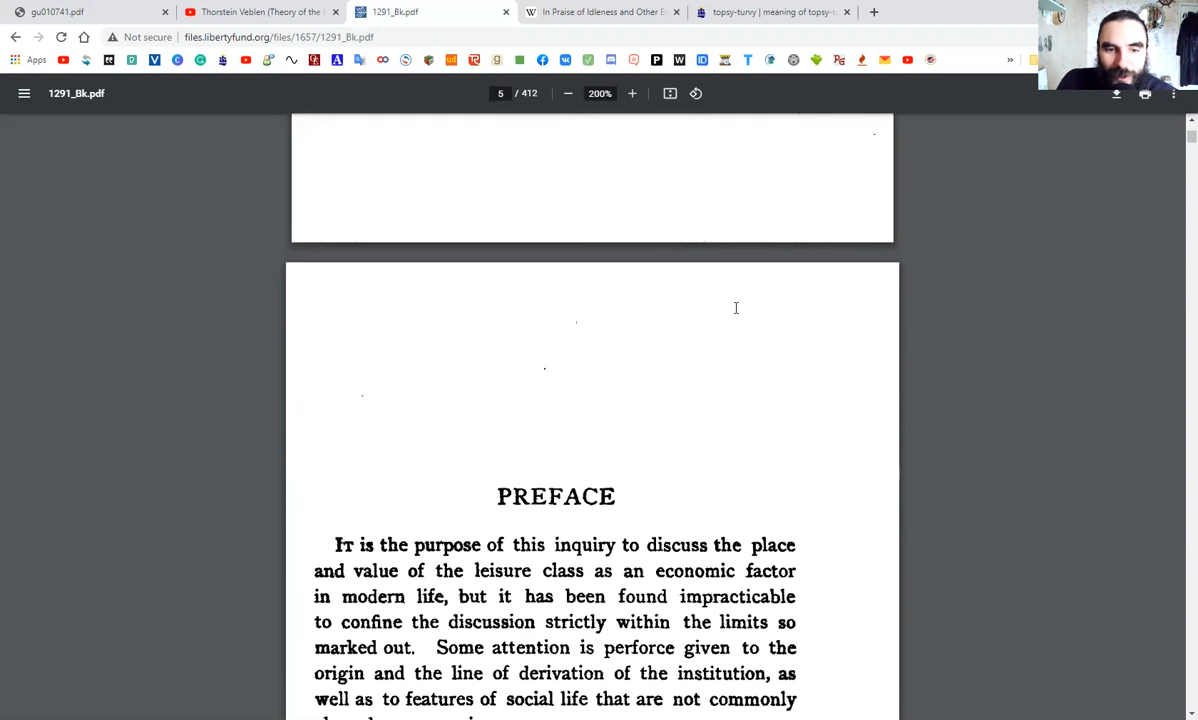 gu010741.pdf
Thorstein Veblen (Theory of the
1291_Bk.pdf
In Praise of Idleness and Other E
topsy-turvy | meaning of topsy-t
Not secure
files.libertyfund.org/files/1657/1291_Bk.pdf
Apps
1291_Bk.pdf
5 / 412
200%
PREFACE
IT is the purpose of this inquiry to discuss the place
and value of the leisure class as an economic factor
in modern life, but it has been found impracticable
to confine the discussion strictly within the limits so
marked out. Some attention is perforce given to the
origin and the line of derivation of the institution, as
well as to features of social life that are not commonly